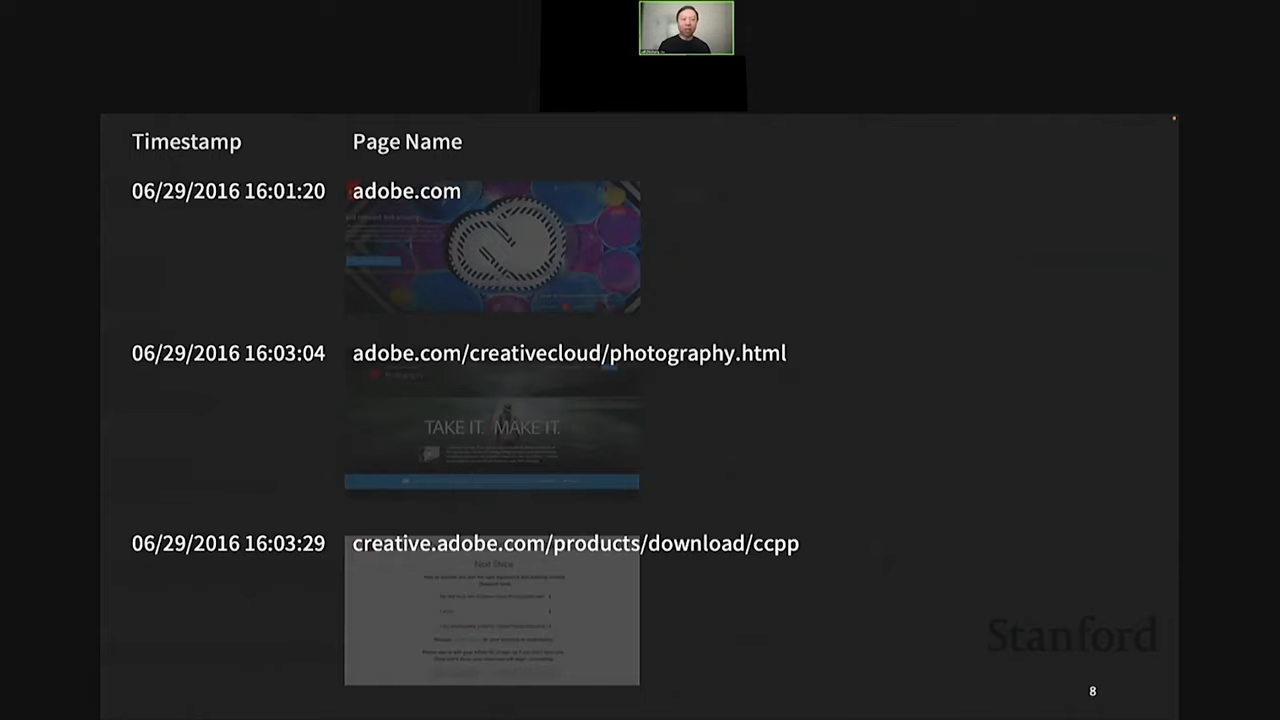 Timestamp Page Name
06/29/2016 16:01:20 adobe.com
06/29/2016 16:03:04 adobe.com/creativecloud/photography.html
TAKE IT. MAKE IT.
06/29/2016 16:03:29 creative.adobe.com/products/download/ccpp
Next Steps
Stanford
8